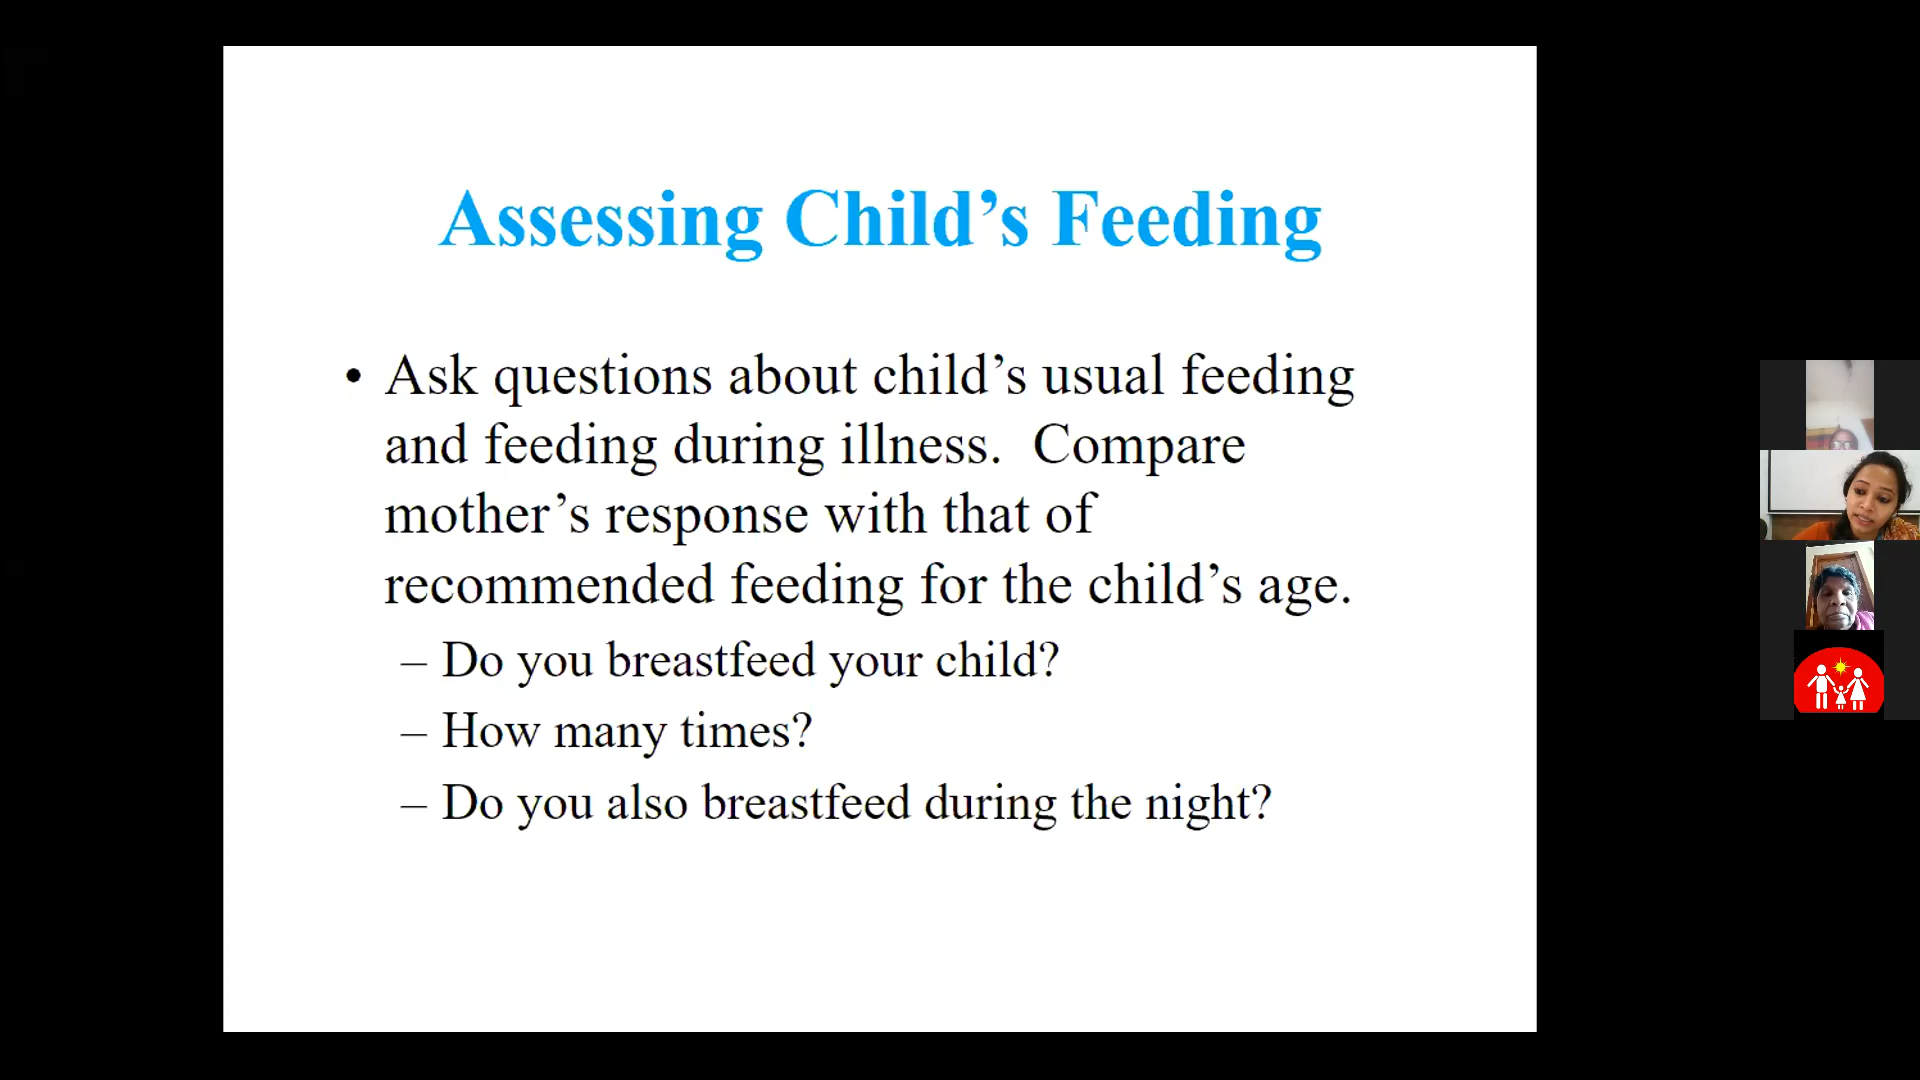 Assessing Child’s Feeding
• Ask questions about child’s usual feeding
and feeding during illness.  Compare
mother’s response with that of
recommended feeding for the child’s age.
– Do you breastfeed your child?
– How many times?
– Do you also breastfeed during the night?